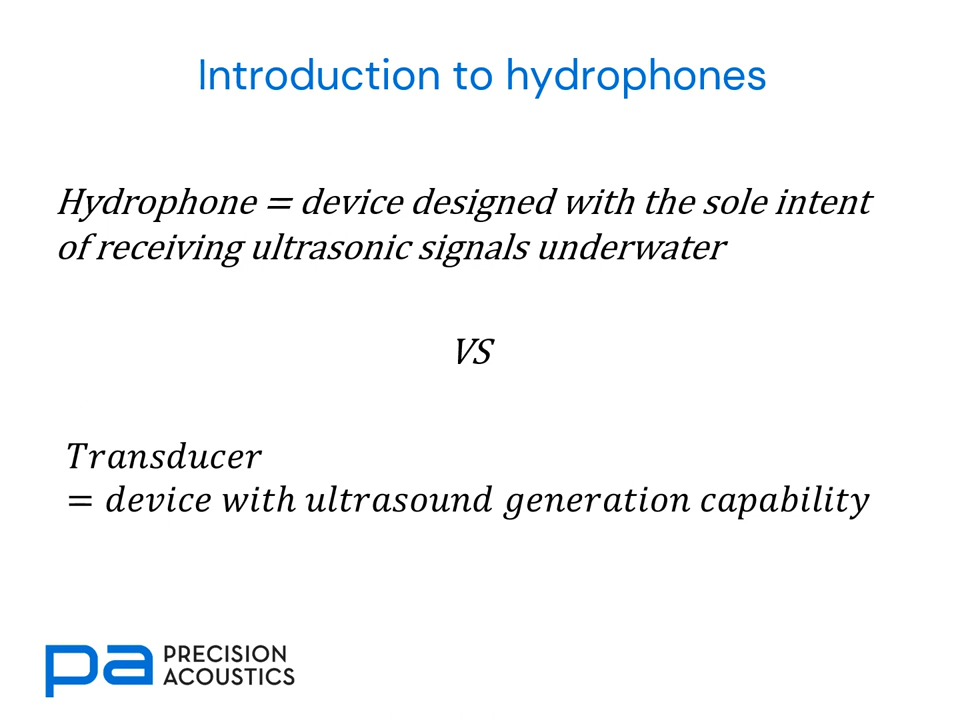 Introduction to hydrophones
Hydrophone = device designed with the sole intent
of receiving ultrasonic signals underwater
VS
Transducer
= device with ultrasound generation capability
pa PRECISION
ACOUSTICS